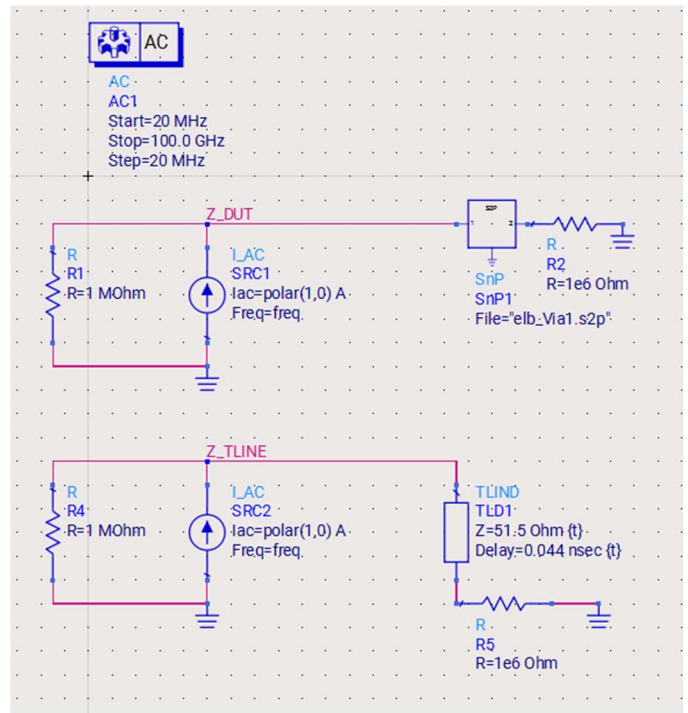 AC
AC
AC1
Start=20 MHz
Stop=100.0 GHz
Step=20 MHz
Z_DUT
R
R1
R=1 MOhm
I_AC
SRC1
Iac=polar(1,0) A
Freq=freq
S2P
1
2
SnP
SnP1
File="elb_Via1.s2p"
R
R2
R=1e6 Ohm
Z_TLINE
R
R4
R=1 MOhm
I_AC
SRC2
Iac=polar(1,0) A
Freq=freq
TLIND
TLD1
Z=51.5 Ohm {t}
Delay=0.044 nsec {t}
R
R5
R=1e6 Ohm